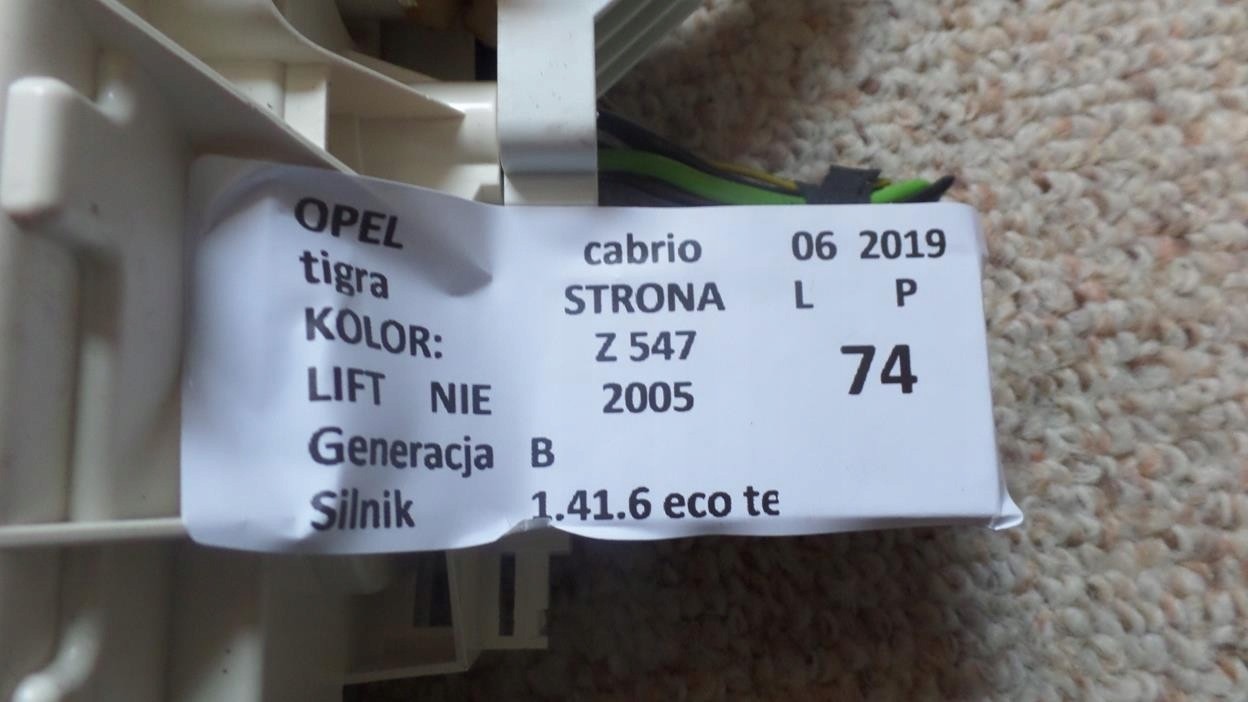 OPEL cabrio 06 2019
tigra STRONA L P
KOLOR: Z 547 74
LIFT NIE 2005
Generacja B
Silnik 1.41.6 eco te